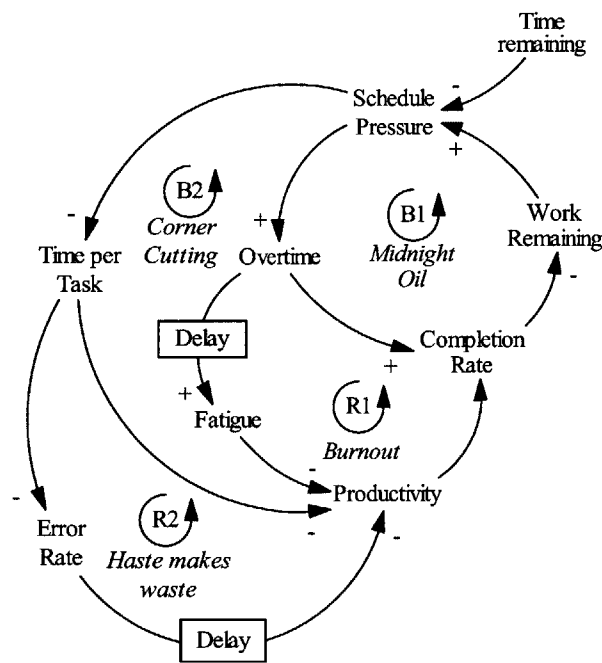 Time
remaining
-
Schedule
Pressure
+
B2
Corner
Cutting
-
Time per
Task
+
Overtime
B1
Midnight
Oil
Work
Remaining
-
Delay
Completion
Rate
+
+
Fatigue
R1
Burnout
-
Productivity
-
-
-
Error
Rate
R2
Haste makes
waste
Delay